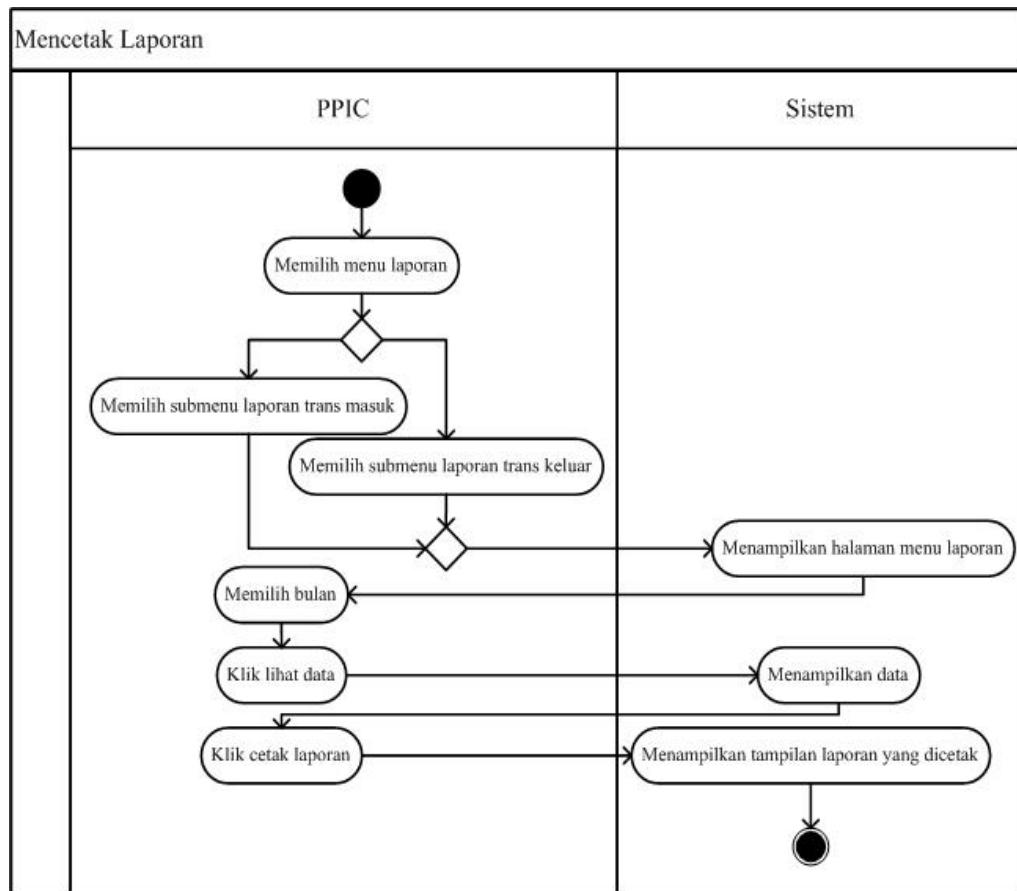 Mencetak Laporan
PPIC
Sistem
Memilih menu laporan
Memilih submenu laporan trans masuk
Memilih submenu laporan trans keluar
Menampilkan halaman menu laporan
Memilih bulan
Klik lihat data
Menampilkan data
Klik cetak laporan
Menampilkan tampilan laporan yang dicetak